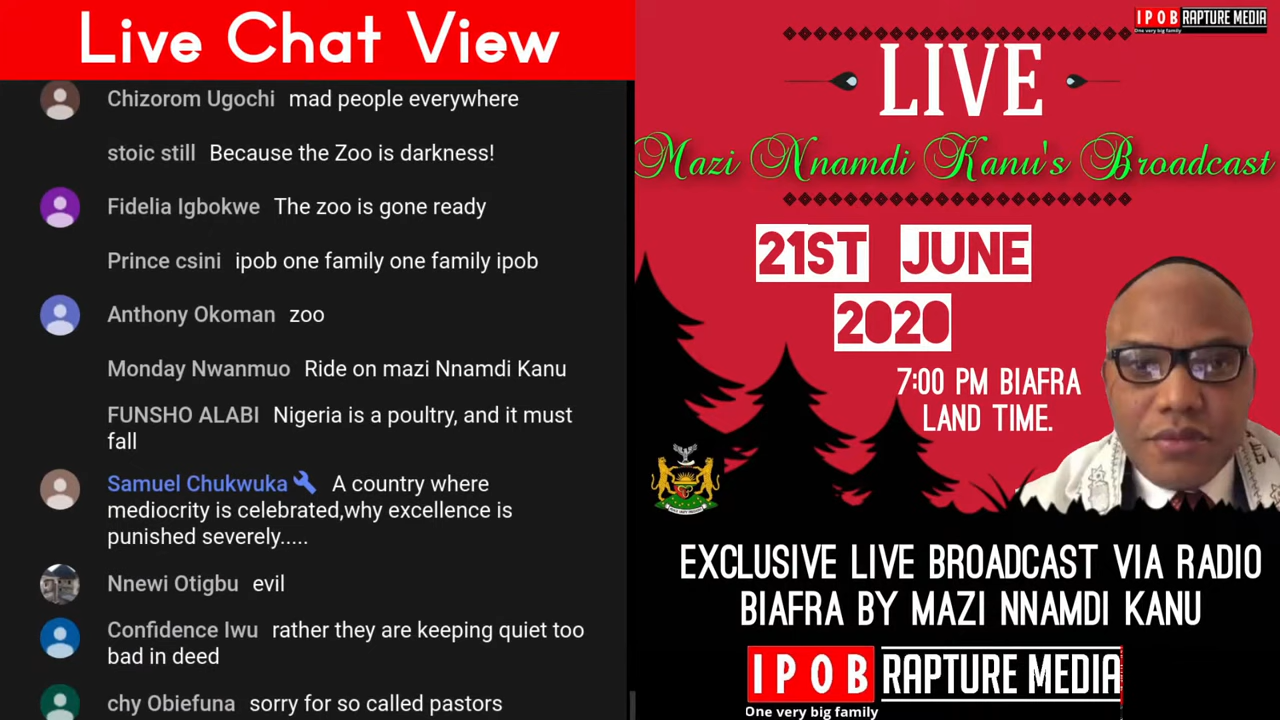 Live Chat View
Chizorom Ugochi mad people everywhere
stoic still Because the Zoo is darkness!
Fidelia Igbokwe The zoo is gone ready
Prince csini ipob one family one family ipob
Anthony Okoman zoo
Monday Nwanmuo Ride on mazi Nnamdi Kanu
FUNSHO ALABI Nigeria is a poultry, and it must
fall
Samuel Chukwuka A country where
mediocrity is celebrated,why excellence is
punished severely.....
Nnewi Otigbu evil
Confidence Iwu rather they are keeping quiet too
bad in deed
chy Obiefuna sorry for so called pastors
IPOB RAPTURE MEDIA
One very big family
LIVE
Mazi Nnamdi Kanu's Broadcast
21ST JUNE
2020
7:00 PM BIAFRA
LAND TIME.
EXCLUSIVE LIVE BROADCAST VIA RADIO
BIAFRA BY MAZI NNAMDI KANU
IPOB RAPTURE MEDIA
One very big family